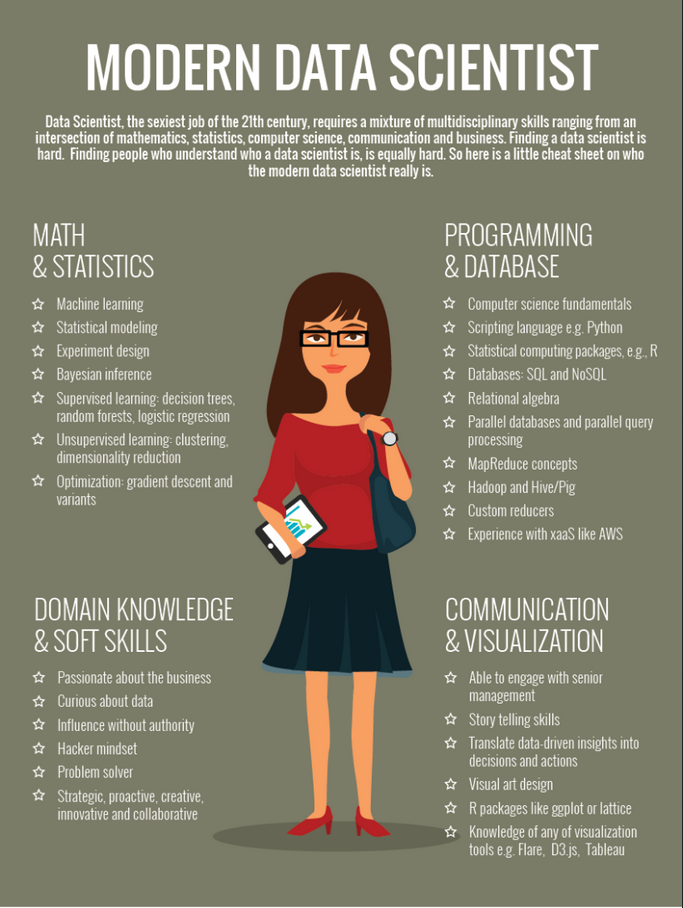 MODERN DATA SCIENTIST
Data Scientist, the sexiest job of the 21th century, requires a mixture of multidisciplinary skills ranging from an
intersection of mathematics, statistics, computer science, communication and business. Finding a data scientist is
hard. Finding people who understand who a data scientist is, is equally hard. So here is a little cheat sheet on who
the modern data scientist really is.
MATH
& STATISTICS
Machine learning
Statistical modeling
Experiment design
Bayesian inference
Supervised learning: decision trees,
random forests, logistic regression
Unsupervised learning: clustering,
dimensionality reduction
Optimization: gradient descent and
variants
PROGRAMMING
& DATABASE
Computer science fundamentals
Scripting language e.g. Python
Statistical computing packages, e.g., R
Databases: SQL and NoSQL
Relational algebra
Parallel databases and parallel query
processing
MapReduce concepts
Hadoop and Hive/Pig
Custom reducers
Experience with xaaS like AWS
DOMAIN KNOWLEDGE
& SOFT SKILLS
Passionate about the business
Curious about data
Influence without authority
Hacker mindset
Problem solver
Strategic, proactive, creative,
innovative and collaborative
COMMUNICATION
& VISUALIZATION
Able to engage with senior
management
Story telling skills
Translate data-driven insights into
decisions and actions
Visual art design
R packages like ggplot or lattice
Knowledge of any of visualization
tools e.g. Flare, D3.js, Tableau